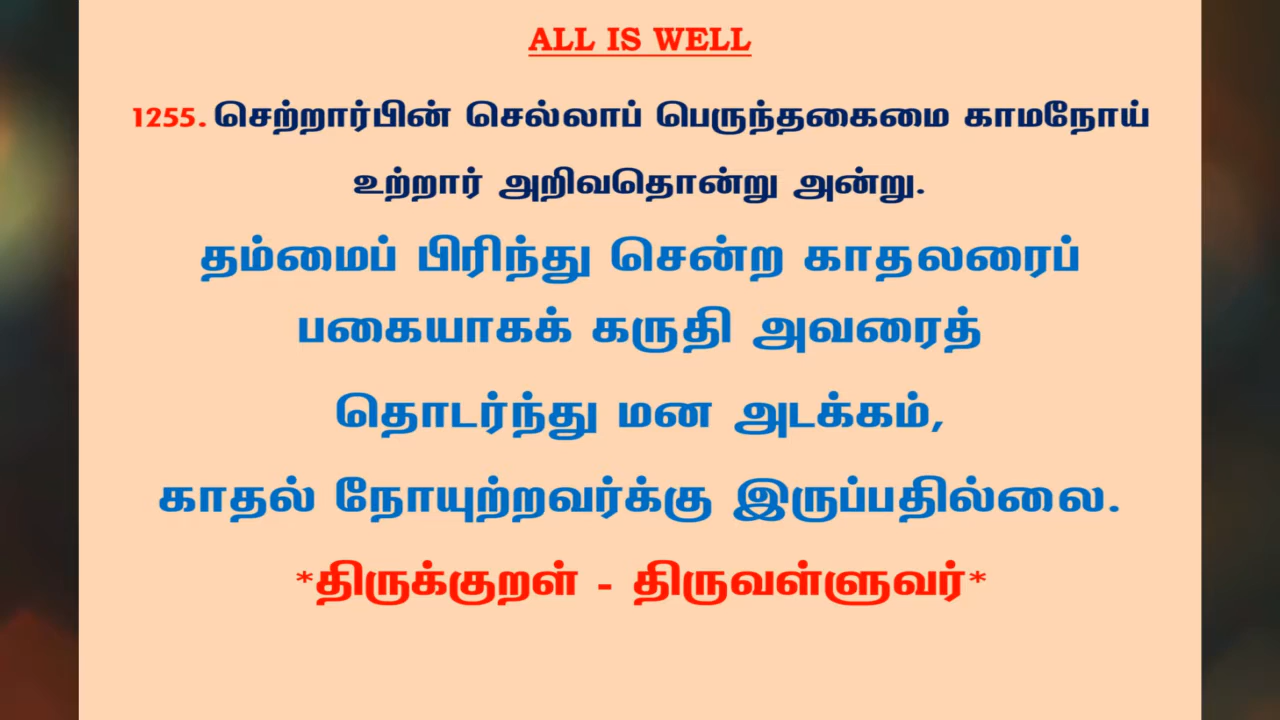 ALL IS WELL
1255. செற்றார்பின் செல்லாப் பெருந்தகைமை காமநோய்
உற்றார் அறிவதொன்று அன்று.
தம்மைப் பிரிந்து சென்ற காதலரைப்
பகையாகக் கருதி அவரைத்
தொடர்ந்து மன அடக்கம்,
காதல் நோயுற்றவர்க்கு இருப்பதில்லை.
*திருக்குறள் - திருவள்ளுவர்*